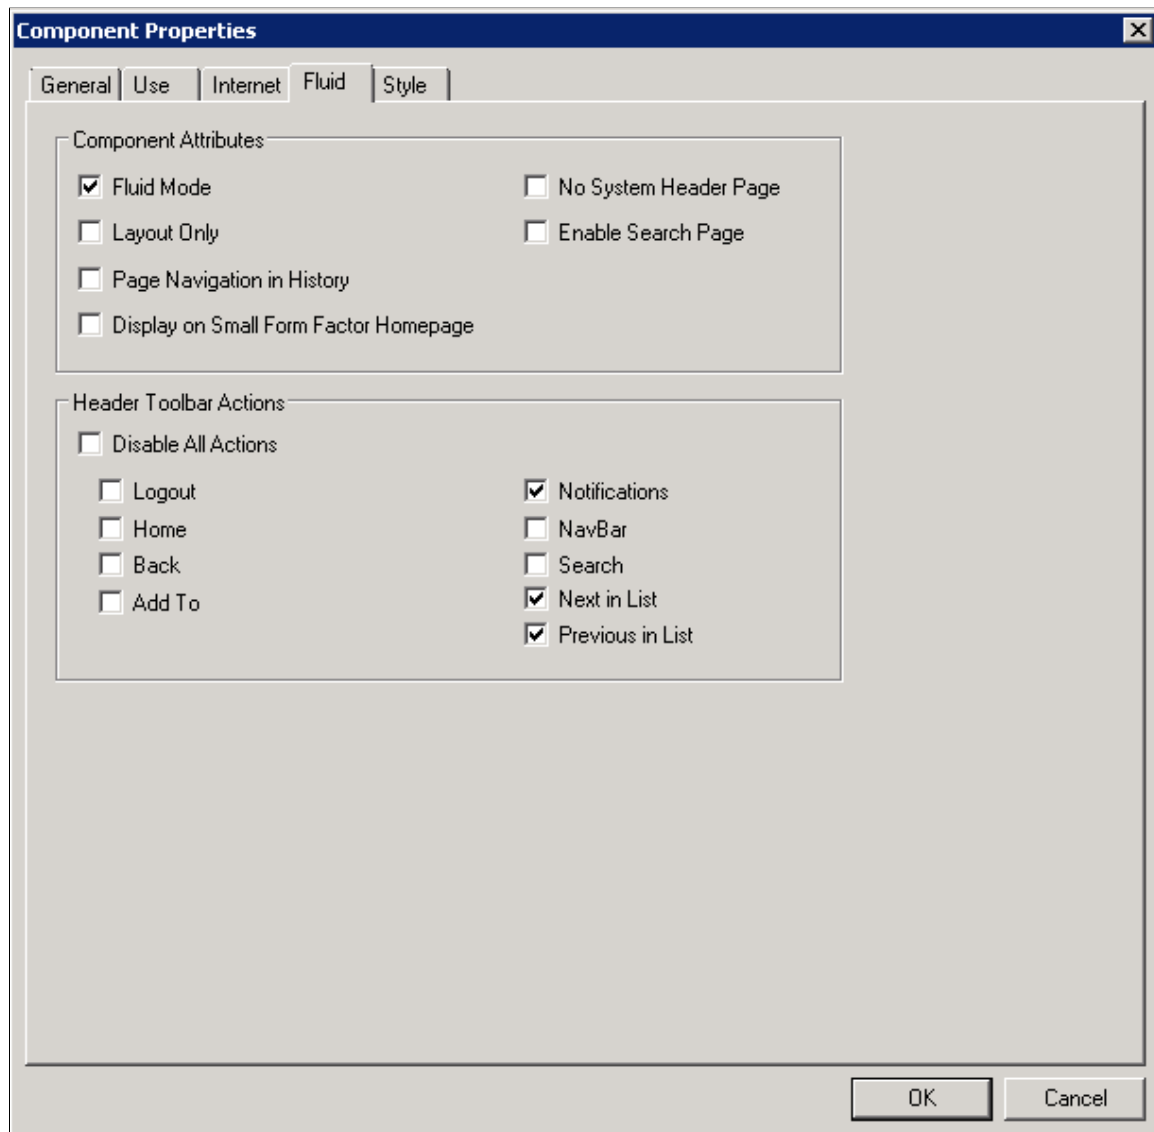 Component Properties
General Use Internet Fluid Style
Component Attributes
Fluid Mode No System Header Page
Layout Only Enable Search Page
Page Navigation in History
Display on Small Form Factor Homepage
Header Toolbar Actions
Disable All Actions
Logout Notifications
Home NavBar
Back Search
Add To Next in List
Previous in List
OK Cancel